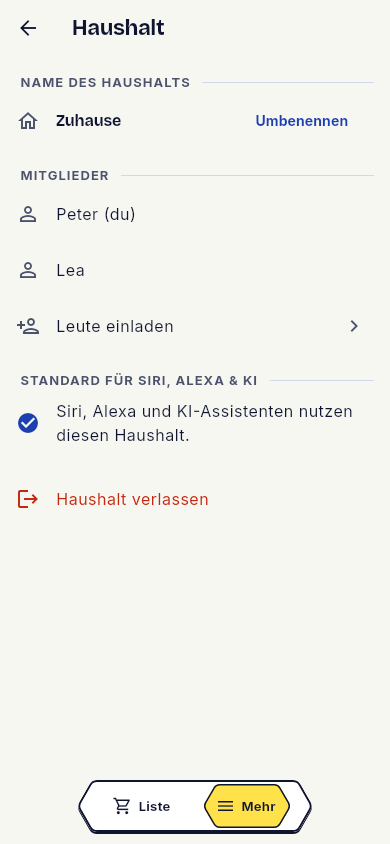 Haushalt
NAME DES HAUSHALTS
Zuhause
Umbenennen
MITGLIEDER
Peter (du)
Lea
Leute einladen
STANDARD FÜR SIRI, ALEXA & KI
Siri, Alexa und KI-Assistenten nutzen
diesen Haushalt.
Haushalt verlassen
Liste
Mehr